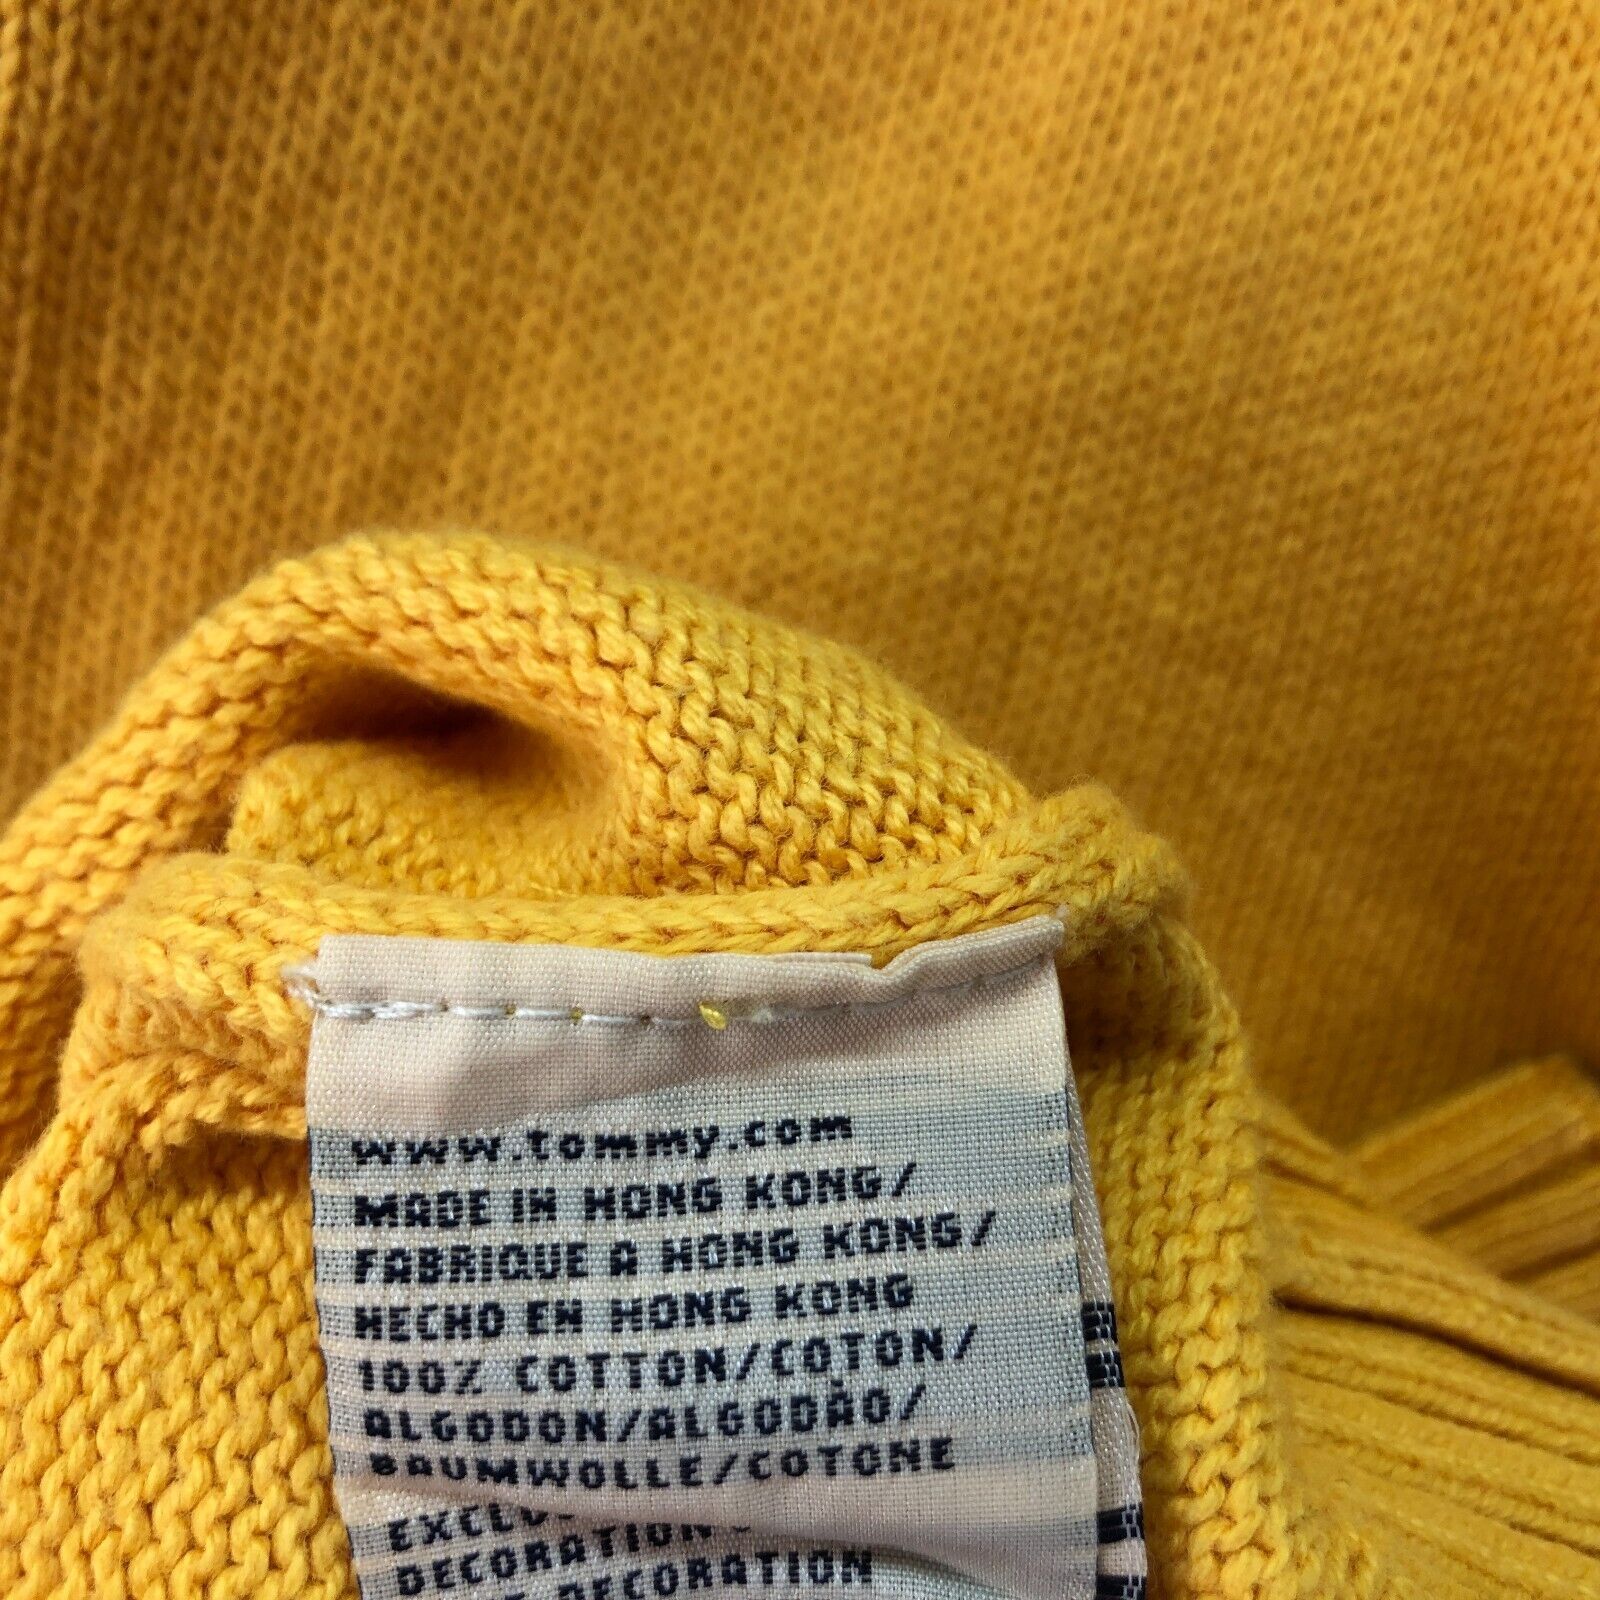 www.tommy.com
MADE IN HONG KONG/
FABRIQUE A HONG KONG/
HECHO EN HONG KONG
100% COTTON/COTON/
ALGODON/ALGODÃO/
BAUMWOLLE/COTONE
DECORATION
DECORATION